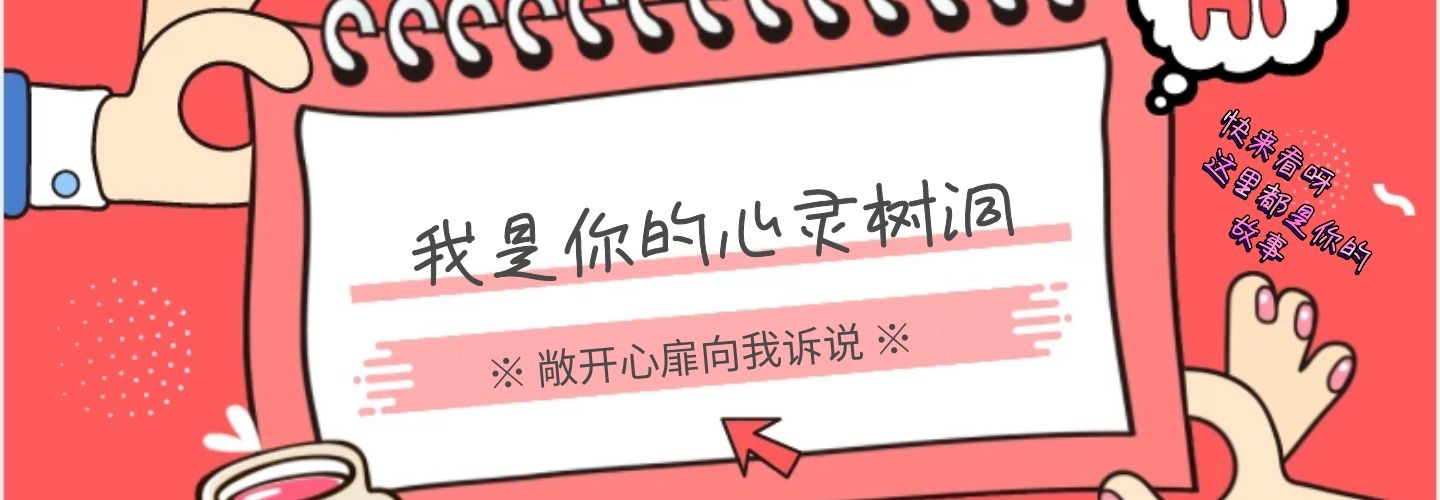 Hi
我是你的心灵树洞
※ 敞开心扉向我诉说 ※
快来看呀
这里都是你的
故事